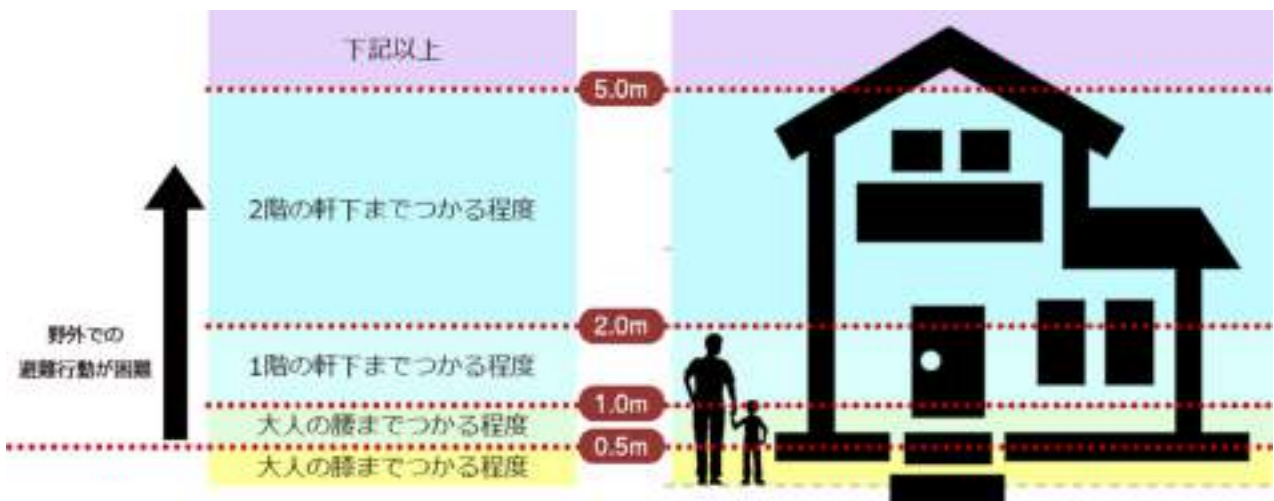 下記以上
5.0m
2階の軒下までつかる程度
2.0m
野外での
避難行動が困難
1階の軒下までつかる程度
1.0m
大人の腰までつかる程度
0.5m
大人の膝までつかる程度